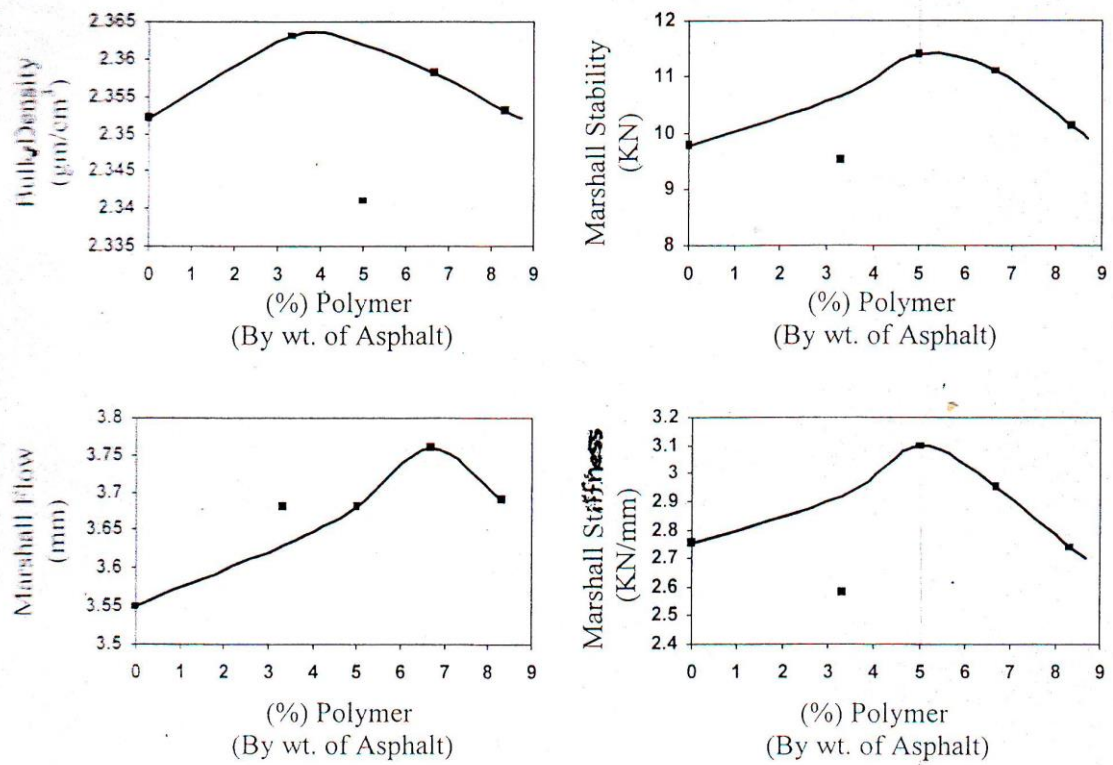 Bulk Density
(gm/cm³)
2.365
2.36
2.355
2.35
2.345
2.34
2.335
0 1 2 3 4 5 6 7 8 9
(%) Polymer
(By wt. of Asphalt)
Marshall Stability
(KN)
12
11
10
9
8
0 1 2 3 4 5 6 7 8 9
(%) Polymer
(By wt. of Asphalt)
Marshall Flow
(mm)
3.8
3.75
3.7
3.65
3.6
3.55
3.5
0 1 2 3 4 5 6 7 8 9
(%) Polymer
(By wt. of Asphalt)
Marshall Stiffness
(KN/mm)
3.2
3.1
3
2.9
2.8
2.7
2.6
2.5
2.4
0 1 2 3 4 5 6 7 8 9
(%) Polymer
(By wt. of Asphalt)